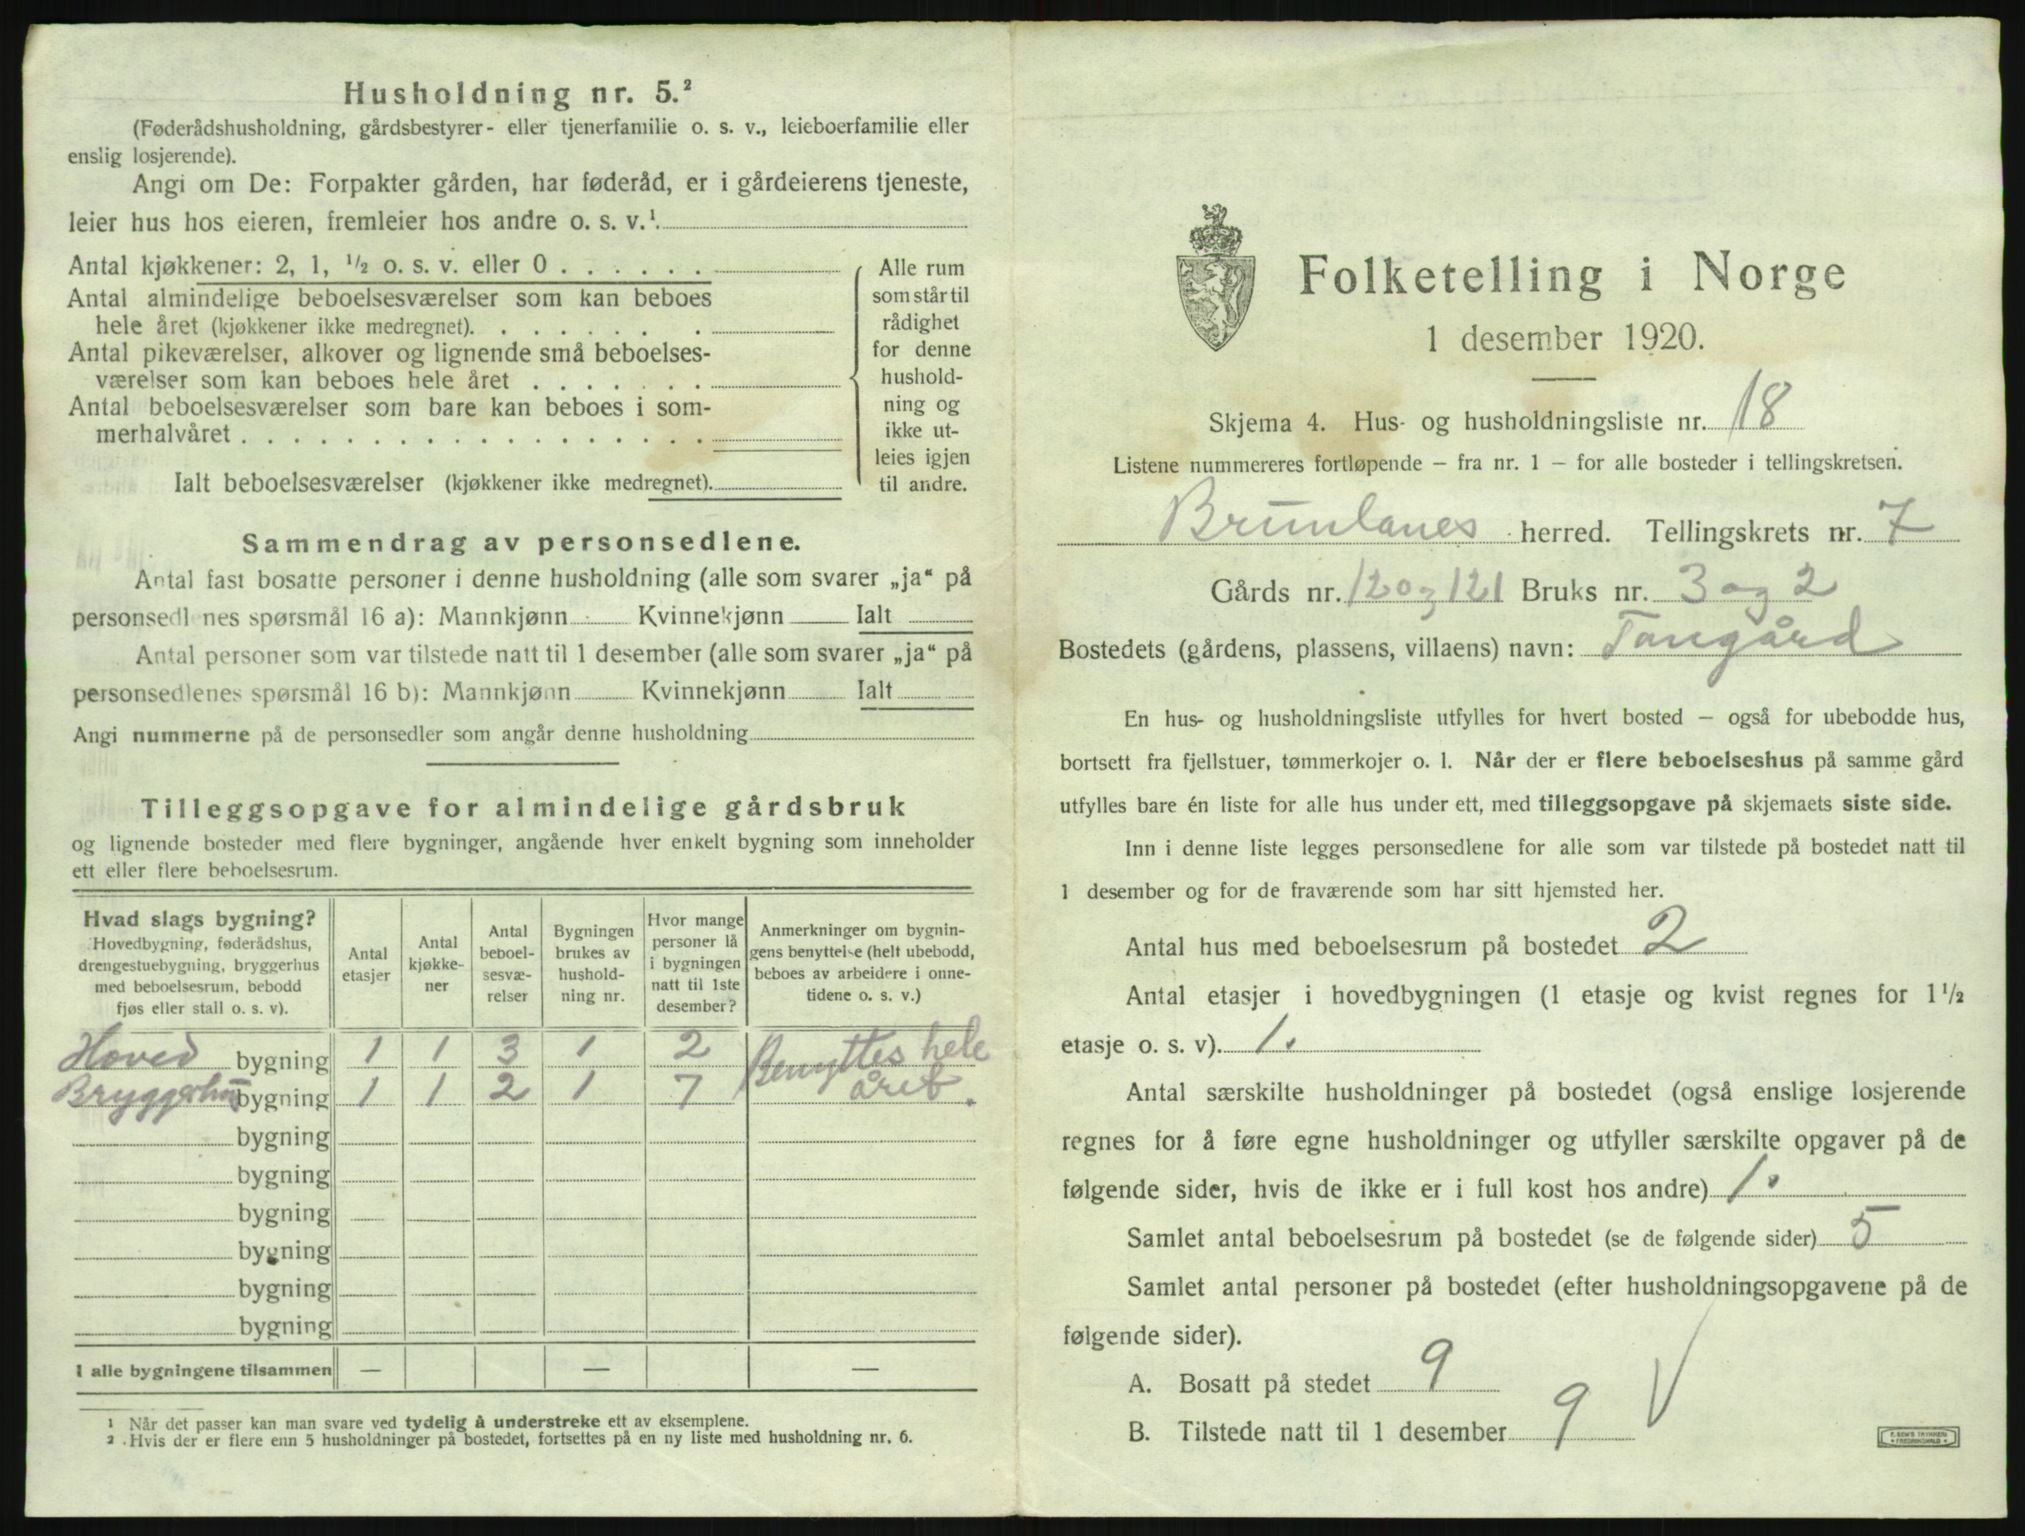 Husholdning nr. 5.²
(Føderådshusholdning, gårdsbestyrer- eller tjenerfamilie o. s. v., leieboerfamilie eller
enslig losjerende).
Angi om De: Forpakter gården, har føderåd, er i gårdeierens tjeneste,
leier hus hos eieren, fremleier hos andre o. s. v.¹
Antal kjøkkener: 2, 1, ½ o. s. v. eller 0 . . . . . .
Antal almindelige beboelsesværelser som kan beboes
hele året (kjøkkener ikke medregnet). . . . . . . .
Antal pikeværelser, alkover og lignende små beboelses-
værelser som kan beboes hele året . . . . . . .
Antal beboelsesværelser som bare kan beboes i som-
merhalvåret . . . . . . . . . . . . . . . . . .
Ialt beboelsesværelser (kjøkkener ikke medregnet).
Alle rum
som står til
rådighet
for denne
hushold-
ning og
ikke ut-
leies igjen
til andre.
Sammendrag av personsedlene.
Antal fast bosatte personer i denne husholdning (alle som svarer „ja“ på
personsedlenes spørsmål 16 a): Mannkjønn Kvinnekjønn Ialt
Antal personer som var tilstede natt til 1 desember (alle som svarer „ja“ på
personsedlenes spørsmål 16 b): Mannkjønn Kvinnekjønn Ialt
Angi nummerne på de personsedler som angår denne husholdning
Tilleggsopgave for almindelige gårdsbruk
og lignende bosteder med flere bygninger, angående hver enkelt bygning som inneholder
ett eller flere beboelsesrum.
Hvad slags bygning?
Hovedbygning, føderådshus,
drengestuebygning, bryggerhus
med beboelsesrum, bebodd
fjøs eller stall o. s. v).
Antal
etasjer
Antal
kjøkke-
ner
Antal
beboel-
sesvæ-
relser
Bygningen
brukes av
hushold-
ning nr.
Hvor mange
personer lå
i bygningen
natt til 1ste
desember?
Anmerkninger om bygnin-
gens benyttelse (helt ubebodd,
beboes av arbeidere i onne-
tidene o. s. v.)
Hoved bygning 1 1 3 1 2 Benyttes hele
Bryggerhus bygning 1 1 2 1 7 året.
bygning
bygning
bygning
bygning
bygning
bygning
I alle bygningene tilsammen — — —
¹ Når det passer kan man svare ved tydelig å understreke ett av eksemplene.
² Hvis der er flere enn 5 husholdninger på bostedet, fortsettes på en ny liste med husholdning nr. 6.
Folketelling i Norge
1 desember 1920.
Skjema 4. Hus- og husholdningsliste nr. 18
Listene nummereres fortløpende – fra nr. 1 – for alle bosteder i tellingskretsen.
Brunlanes herred. Tellingskrets nr. 7
Gårds nr. 120 og 121 Bruks nr. 3 og 2
Bostedets (gårdens, plassens, villaens) navn: Tangård
En hus- og husholdningsliste utfylles for hvert bosted – også for ubebodde hus,
bortsett fra fjellstuer, tømmerkojer o. l. Når der er flere beboelseshus på samme gård
utfylles bare én liste for alle hus under ett, med tilleggsopgave på skjemaets siste side.
Inn i denne liste legges personsedlene for alle som var tilstede på bostedet natt til
1 desember og for de fraværende som har sitt hjemsted her.
Antal hus med beboelsesrum på bostedet 2
Antal etasjer i hovedbygningen (1 etasje og kvist regnes for 1½
etasje o. s. v). 1.
Antal særskilte husholdninger på bostedet (også enslige losjerende
regnes for å føre egne husholdninger og utfyller særskilte opgaver på de
følgende sider, hvis de ikke er i full kost hos andre) 1.
Samlet antal beboelsesrum på bostedet (se de følgende sider) 5
Samlet antal personer på bostedet (efter husholdningsopgavene på de
følgende sider).
A. Bosatt på stedet 9
B. Tilstede natt til 1 desember 9